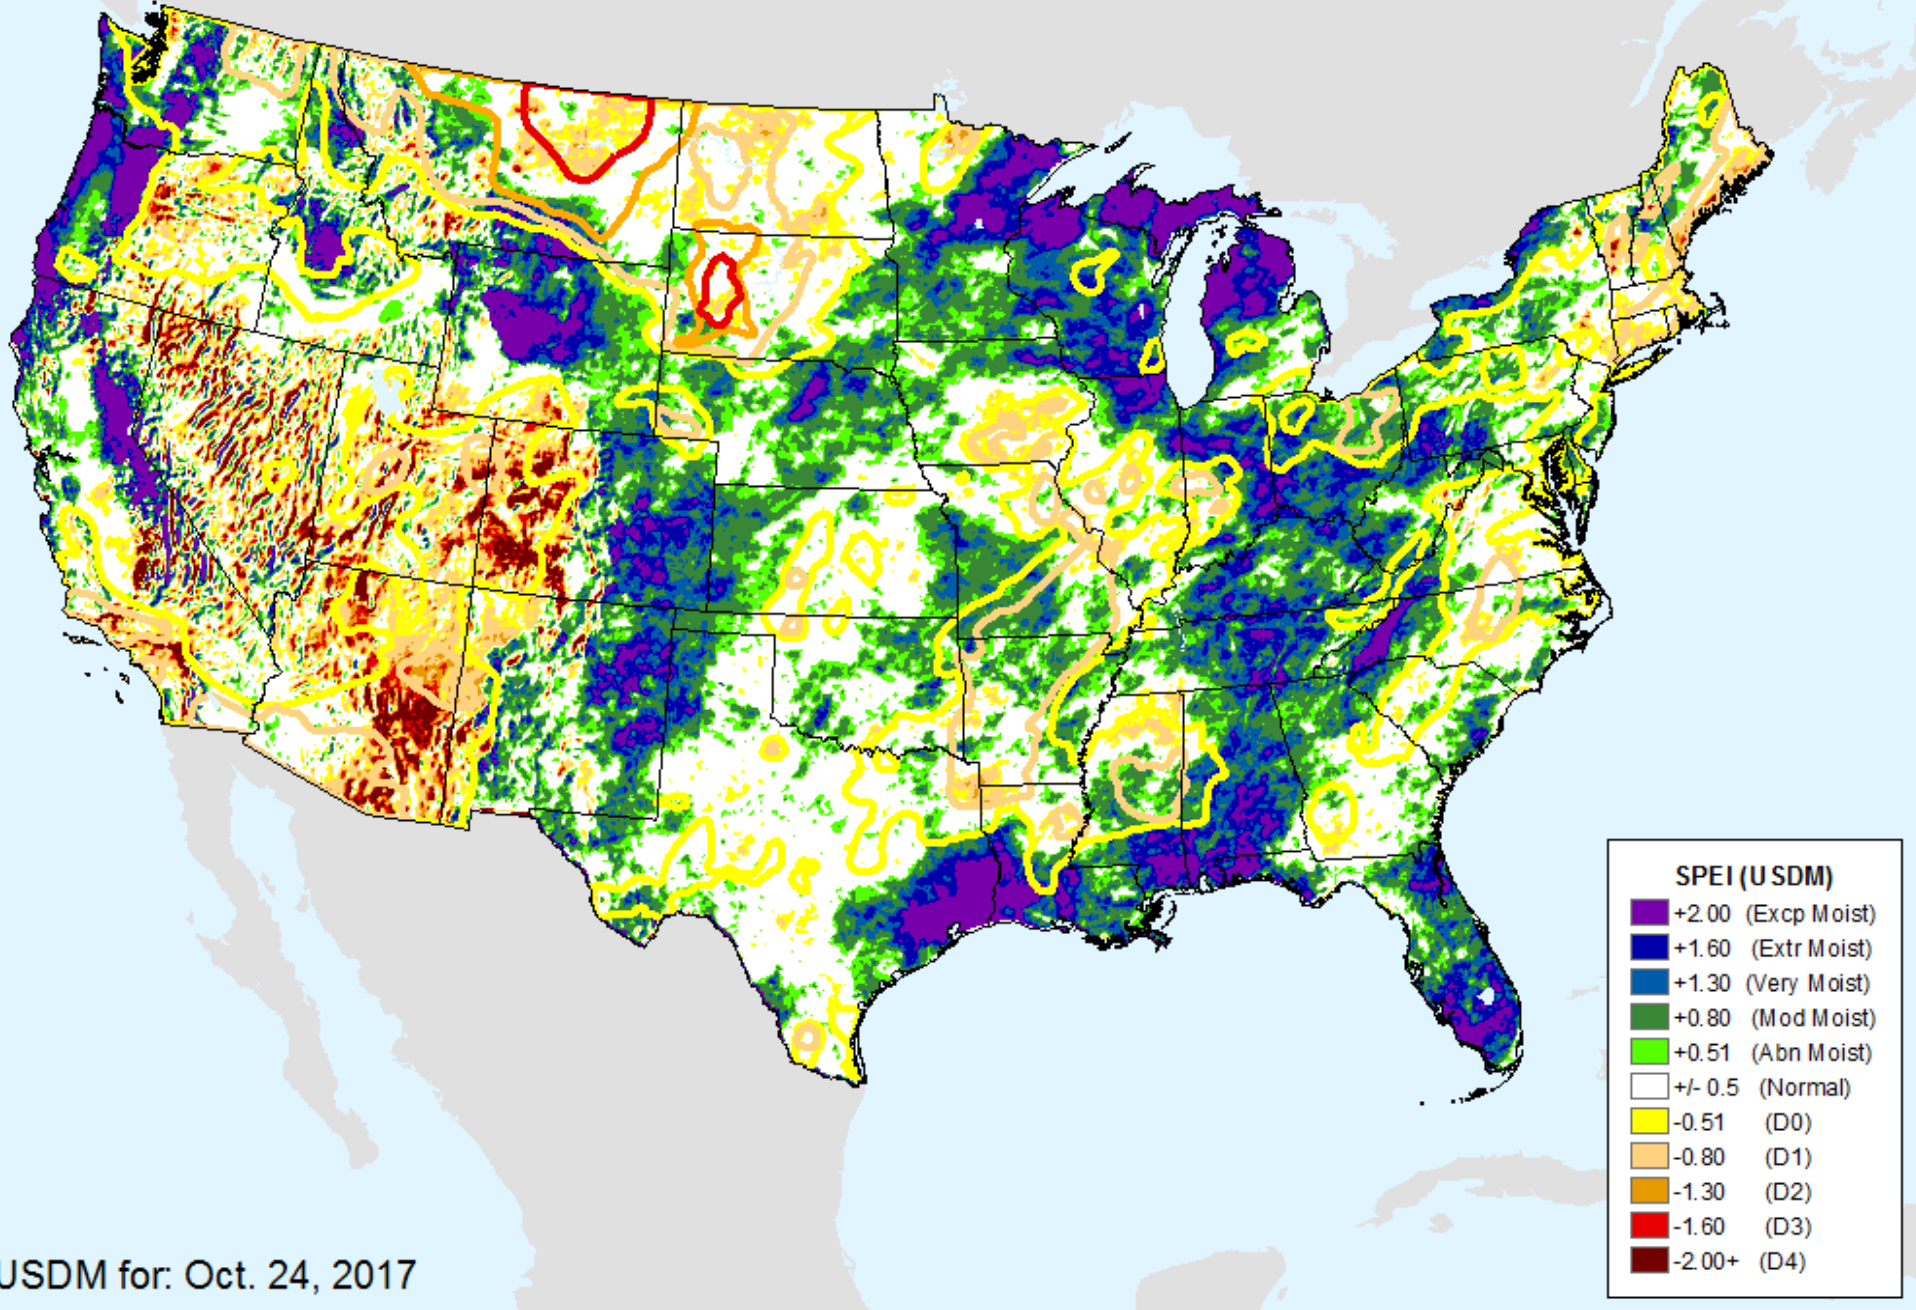 SPEI (USDM)
+2.00 (Excp Moist)
+1.60 (Extr Moist)
+1.30 (Very Moist)
+0.80 (Mod Moist)
+0.51 (Abn Moist)
+/- 0.5 (Normal)
-0.51 (D0)
-0.80 (D1)
-1.30 (D2)
-1.60 (D3)
-2.00+ (D4)
USDM for: Oct. 24, 2017